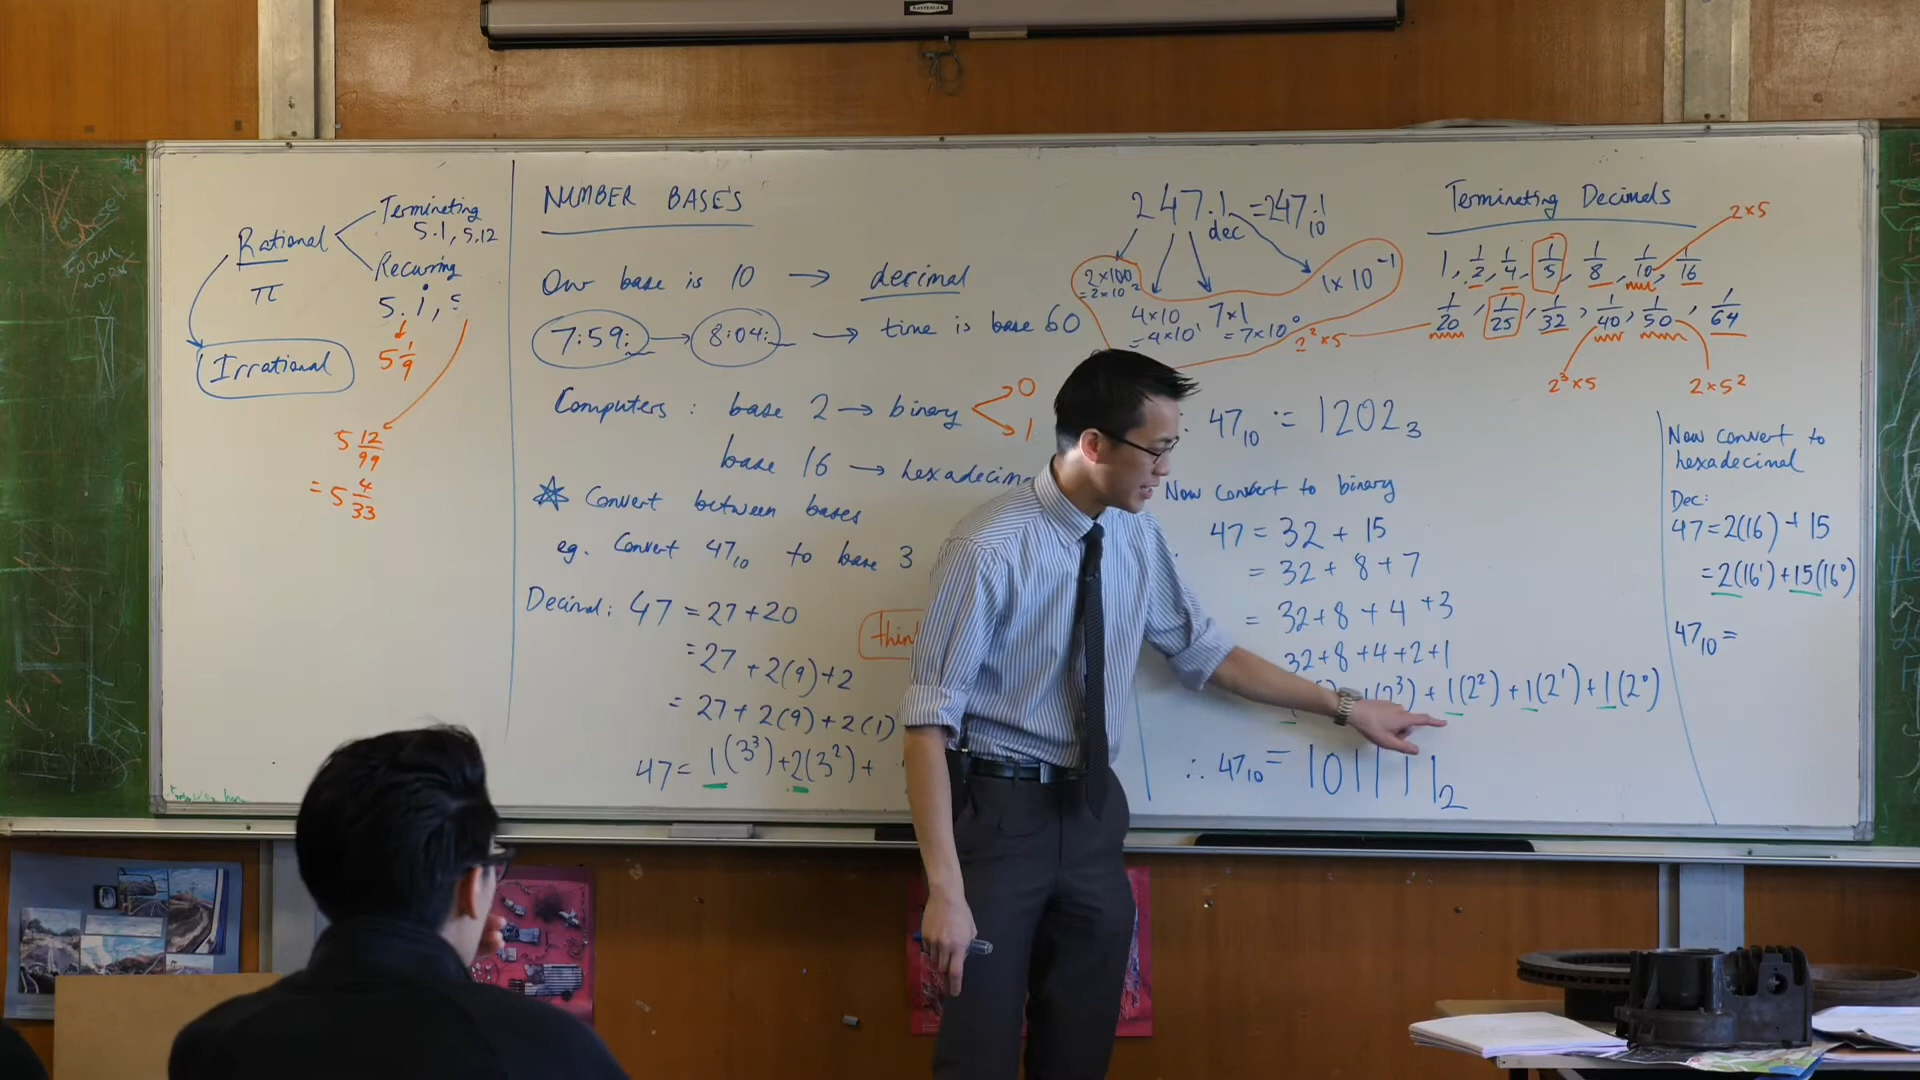 Rational
Terminating
5.1, 5.12
Recurring
π
Irrational
5 1/9
5 12/99
= 5 4/33
NUMBER BASES
Our base is 10 → decimal
7:59: → 8:04: → time is base 60
Computers : base 2 → binary 0 1
base 16 → hexadecim
☆ Convert between bases
eg. Convert 47₁₀ to base 3
Decimal: 47 = 27 + 20
= 27 + 2(9) + 2
= 27 + 2(9) + 2(1)
47 = 1(3³) + 2(3²) +
thin
247.1 dec = 247.1₁₀
2×100
= 2×10²
4×10
= 4×10¹
7×1
= 7×10⁰
1×10⁻¹
47₁₀ = 1202₃
Now convert to binary
47 = 32 + 15
= 32 + 8 + 7
= 32 + 8 + 4 + 3
32 + 8 + 4 + 2 + 1
1(2³) + 1(2²) + 1(2¹) + 1(2⁰)
∴ 47₁₀ = 101111₂
Terminating Decimals
1, 1/2, 1/4, 1/5, 1/8, 1/10, 1/16
1/20, 1/25, 1/32, 1/40, 1/50, 1/64
2×5
2²×5
2³×5
2×5²
Now convert to
hexadecimal
Dec:
47 = 2(16) + 15
= 2(16¹) + 15(16⁰)
47₁₀ =